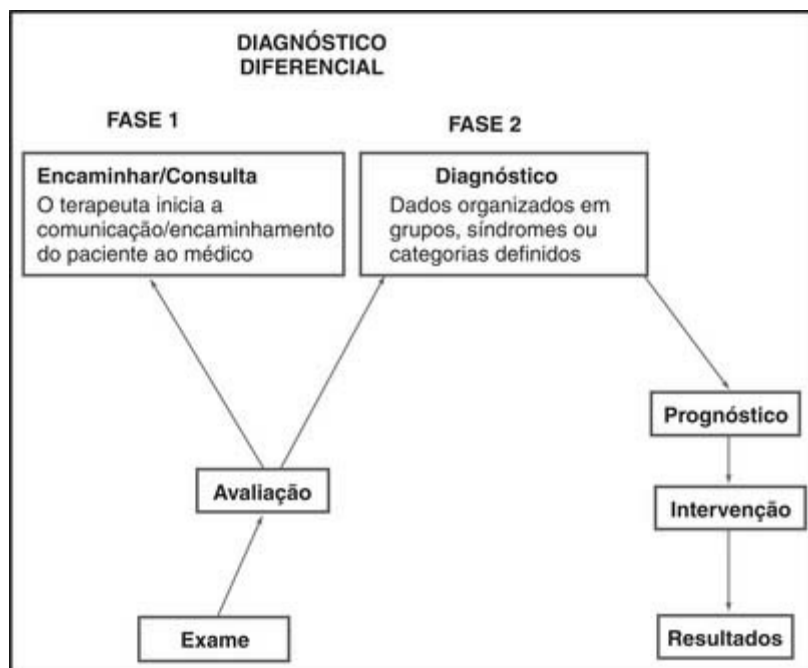 DIAGNÓSTICO
DIFERENCIAL
FASE 1
FASE 2
Encaminhar/Consulta
O terapeuta inicia a
comunicação/encaminhamento
do paciente ao médico
Diagnóstico
Dados organizados em
grupos, síndromes ou
categorias definidos
Prognóstico
Avaliação
Intervenção
Exame
Resultados